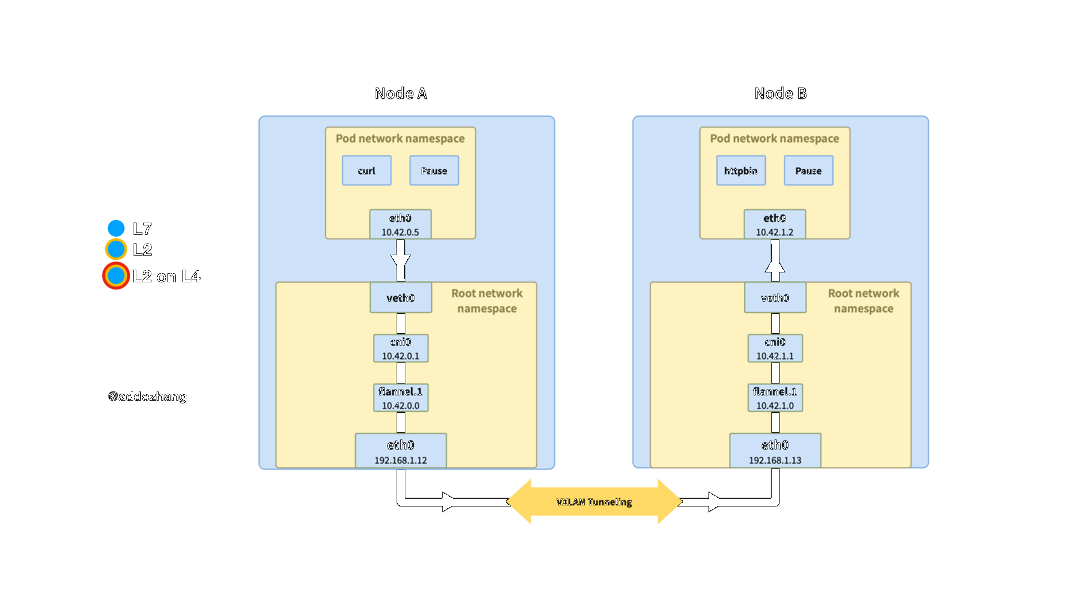 Node A
Node B
Pod network namespace
curl
Pause
eth0
10.42.0.5
veth0
Root network
namespace
cni0
10.42.0.1
flannel.1
10.42.0.0
eth0
192.168.1.12
Pod network namespace
httpbin
Pause
eth0
10.42.1.2
veth0
Root network
namespace
cni0
10.42.1.1
flannel.1
10.42.1.0
eth0
192.168.1.13
VXLAN Tunneling
L7
L2
L2 on L4
@addozhang